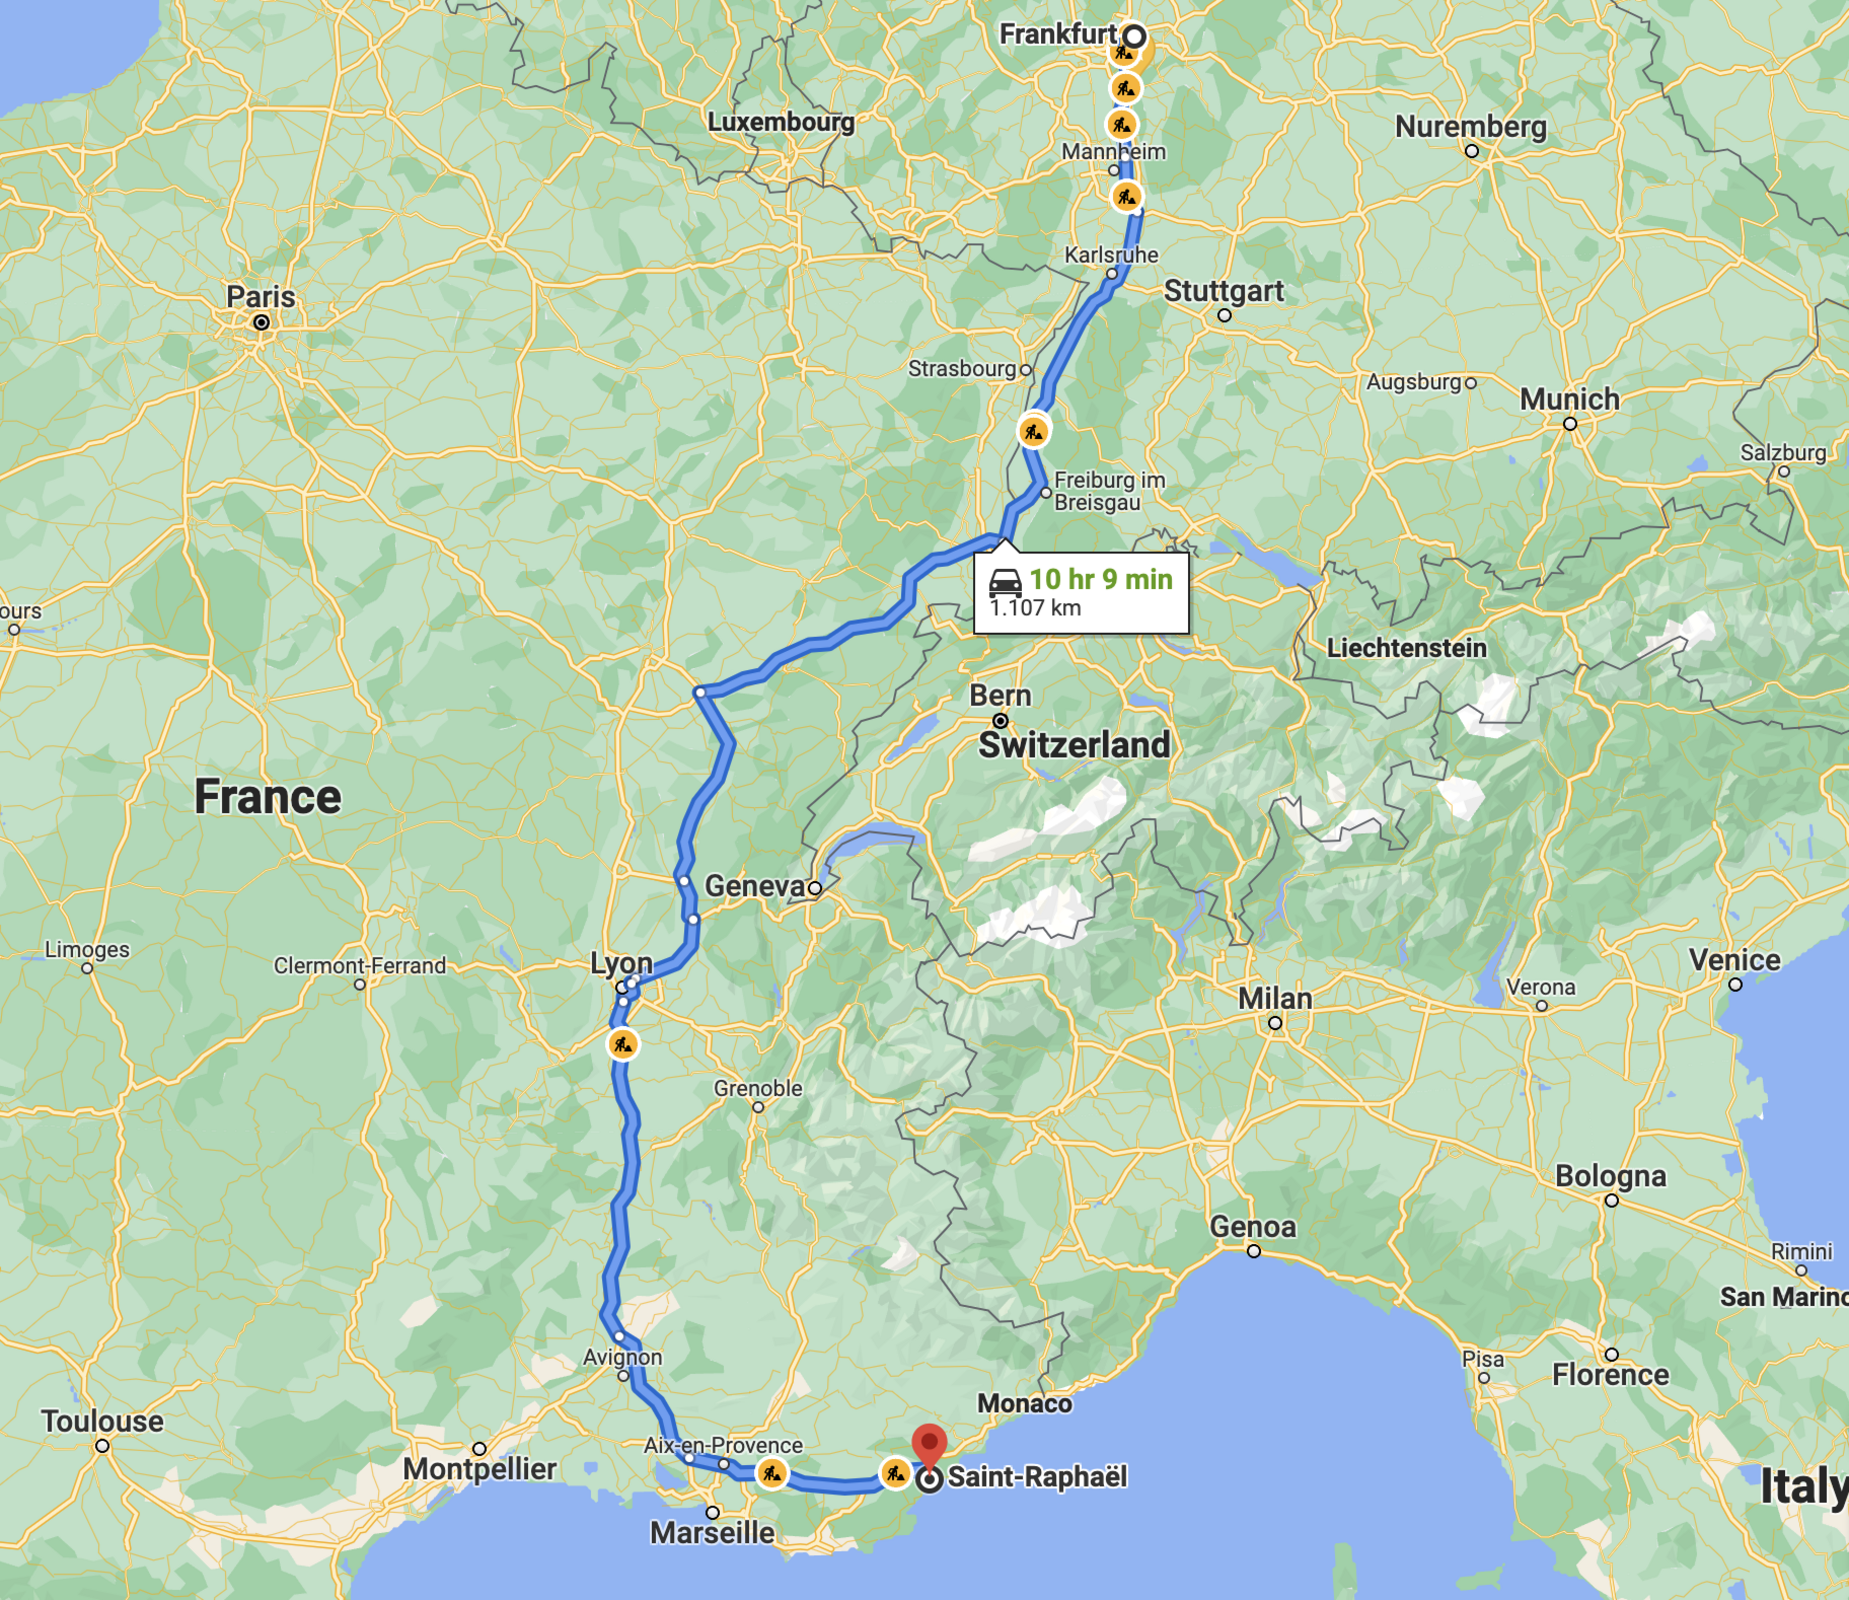 Frankfurt
Luxembourg
Nuremberg
Mannheim
Karlsruhe
Paris
Stuttgart
Strasbourg
Augsburg
Munich
Salzburg
Freiburg im
Breisgau
10 hr 9 min
1.107 km
ours
Liechtenstein
Bern
Switzerland
France
Geneva
Limoges
Clermont-Ferrand
Lyon
Venice
Verona
Milan
Grenoble
Bologna
Genoa
Rimini
San Marino
Avignon
Pisa
Florence
Monaco
Toulouse
Aix-en-Provence
Montpellier
Saint-Raphaël
Italy
Marseille